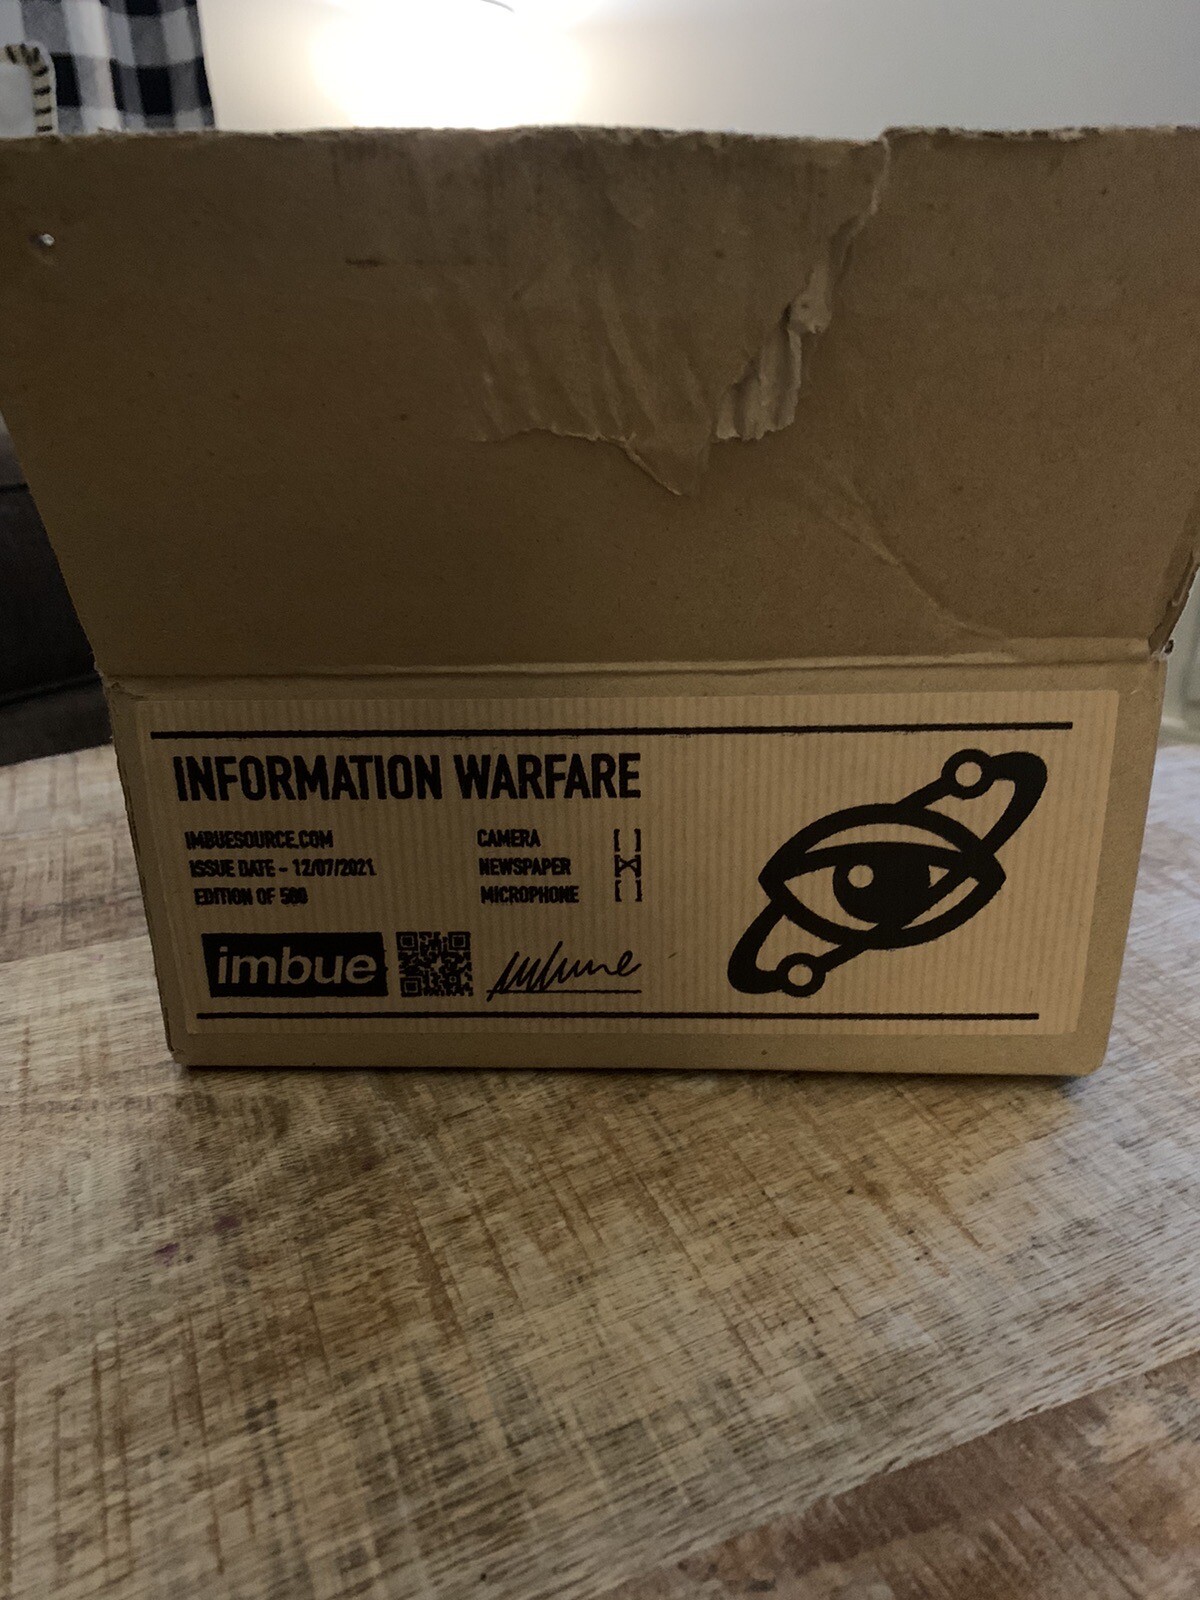 INFORMATION WARFARE
IMBUESOURCE.COM
ISSUE DATE - 12/07/2021
EDITION OF 500
CAMERA [ ]
NEWSPAPER [X]
MICROPHONE [ ]
imbue